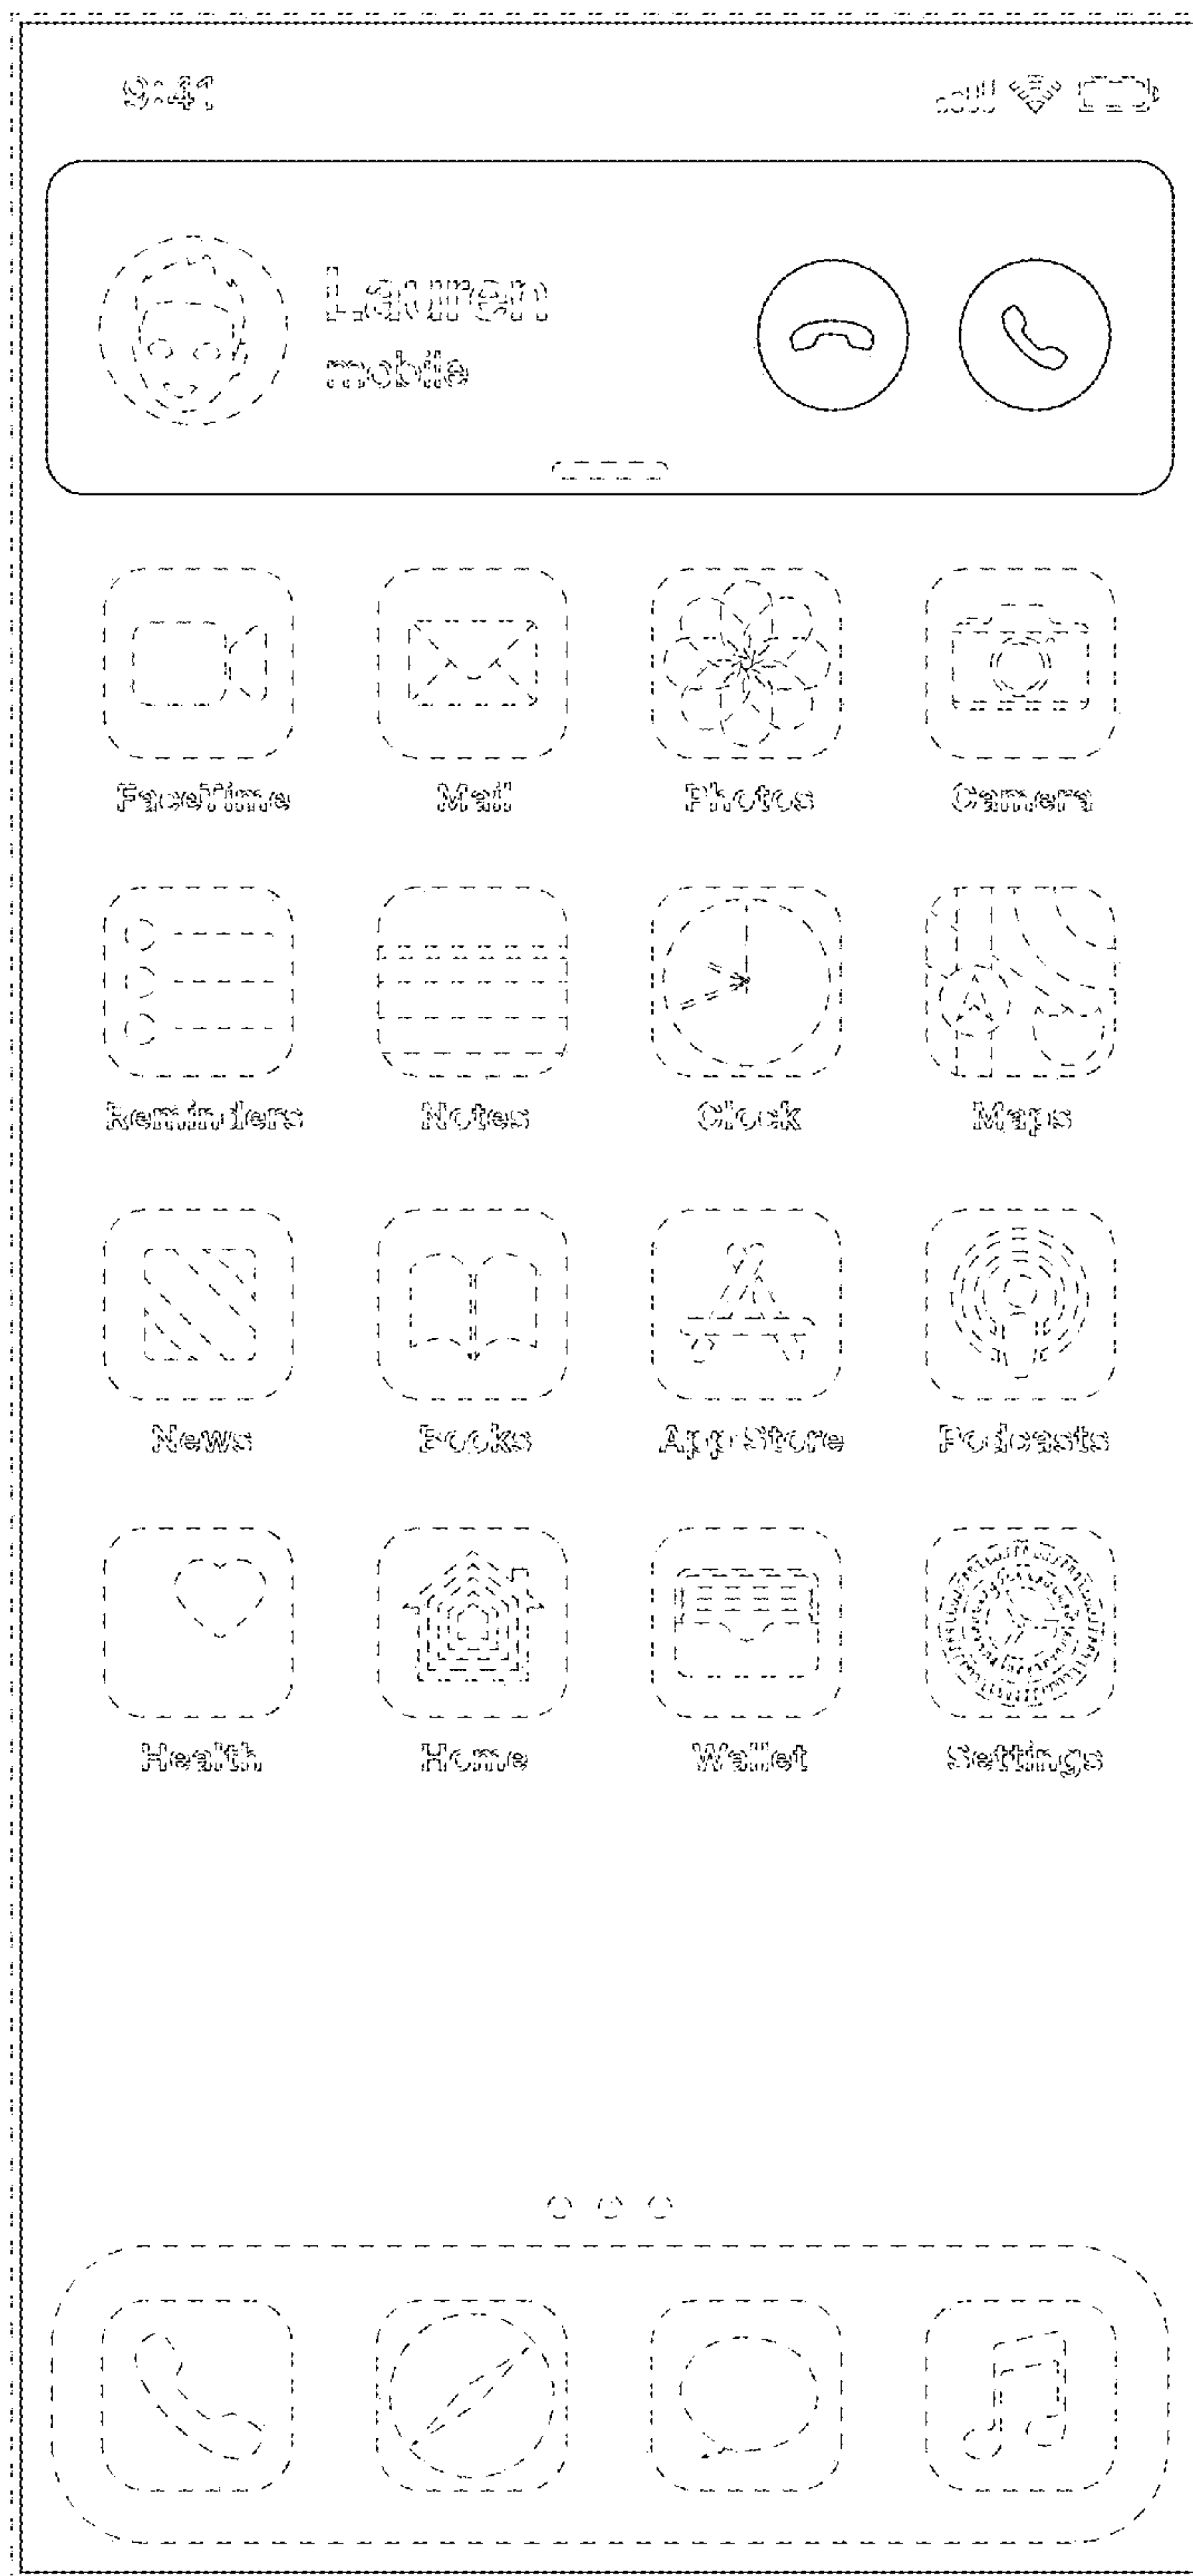 9:41
Lauren
mobile
FaceTime Mail Photos Camera
Reminders Notes Clock Maps
News Books App Store Podcasts
Health Home Wallet Settings